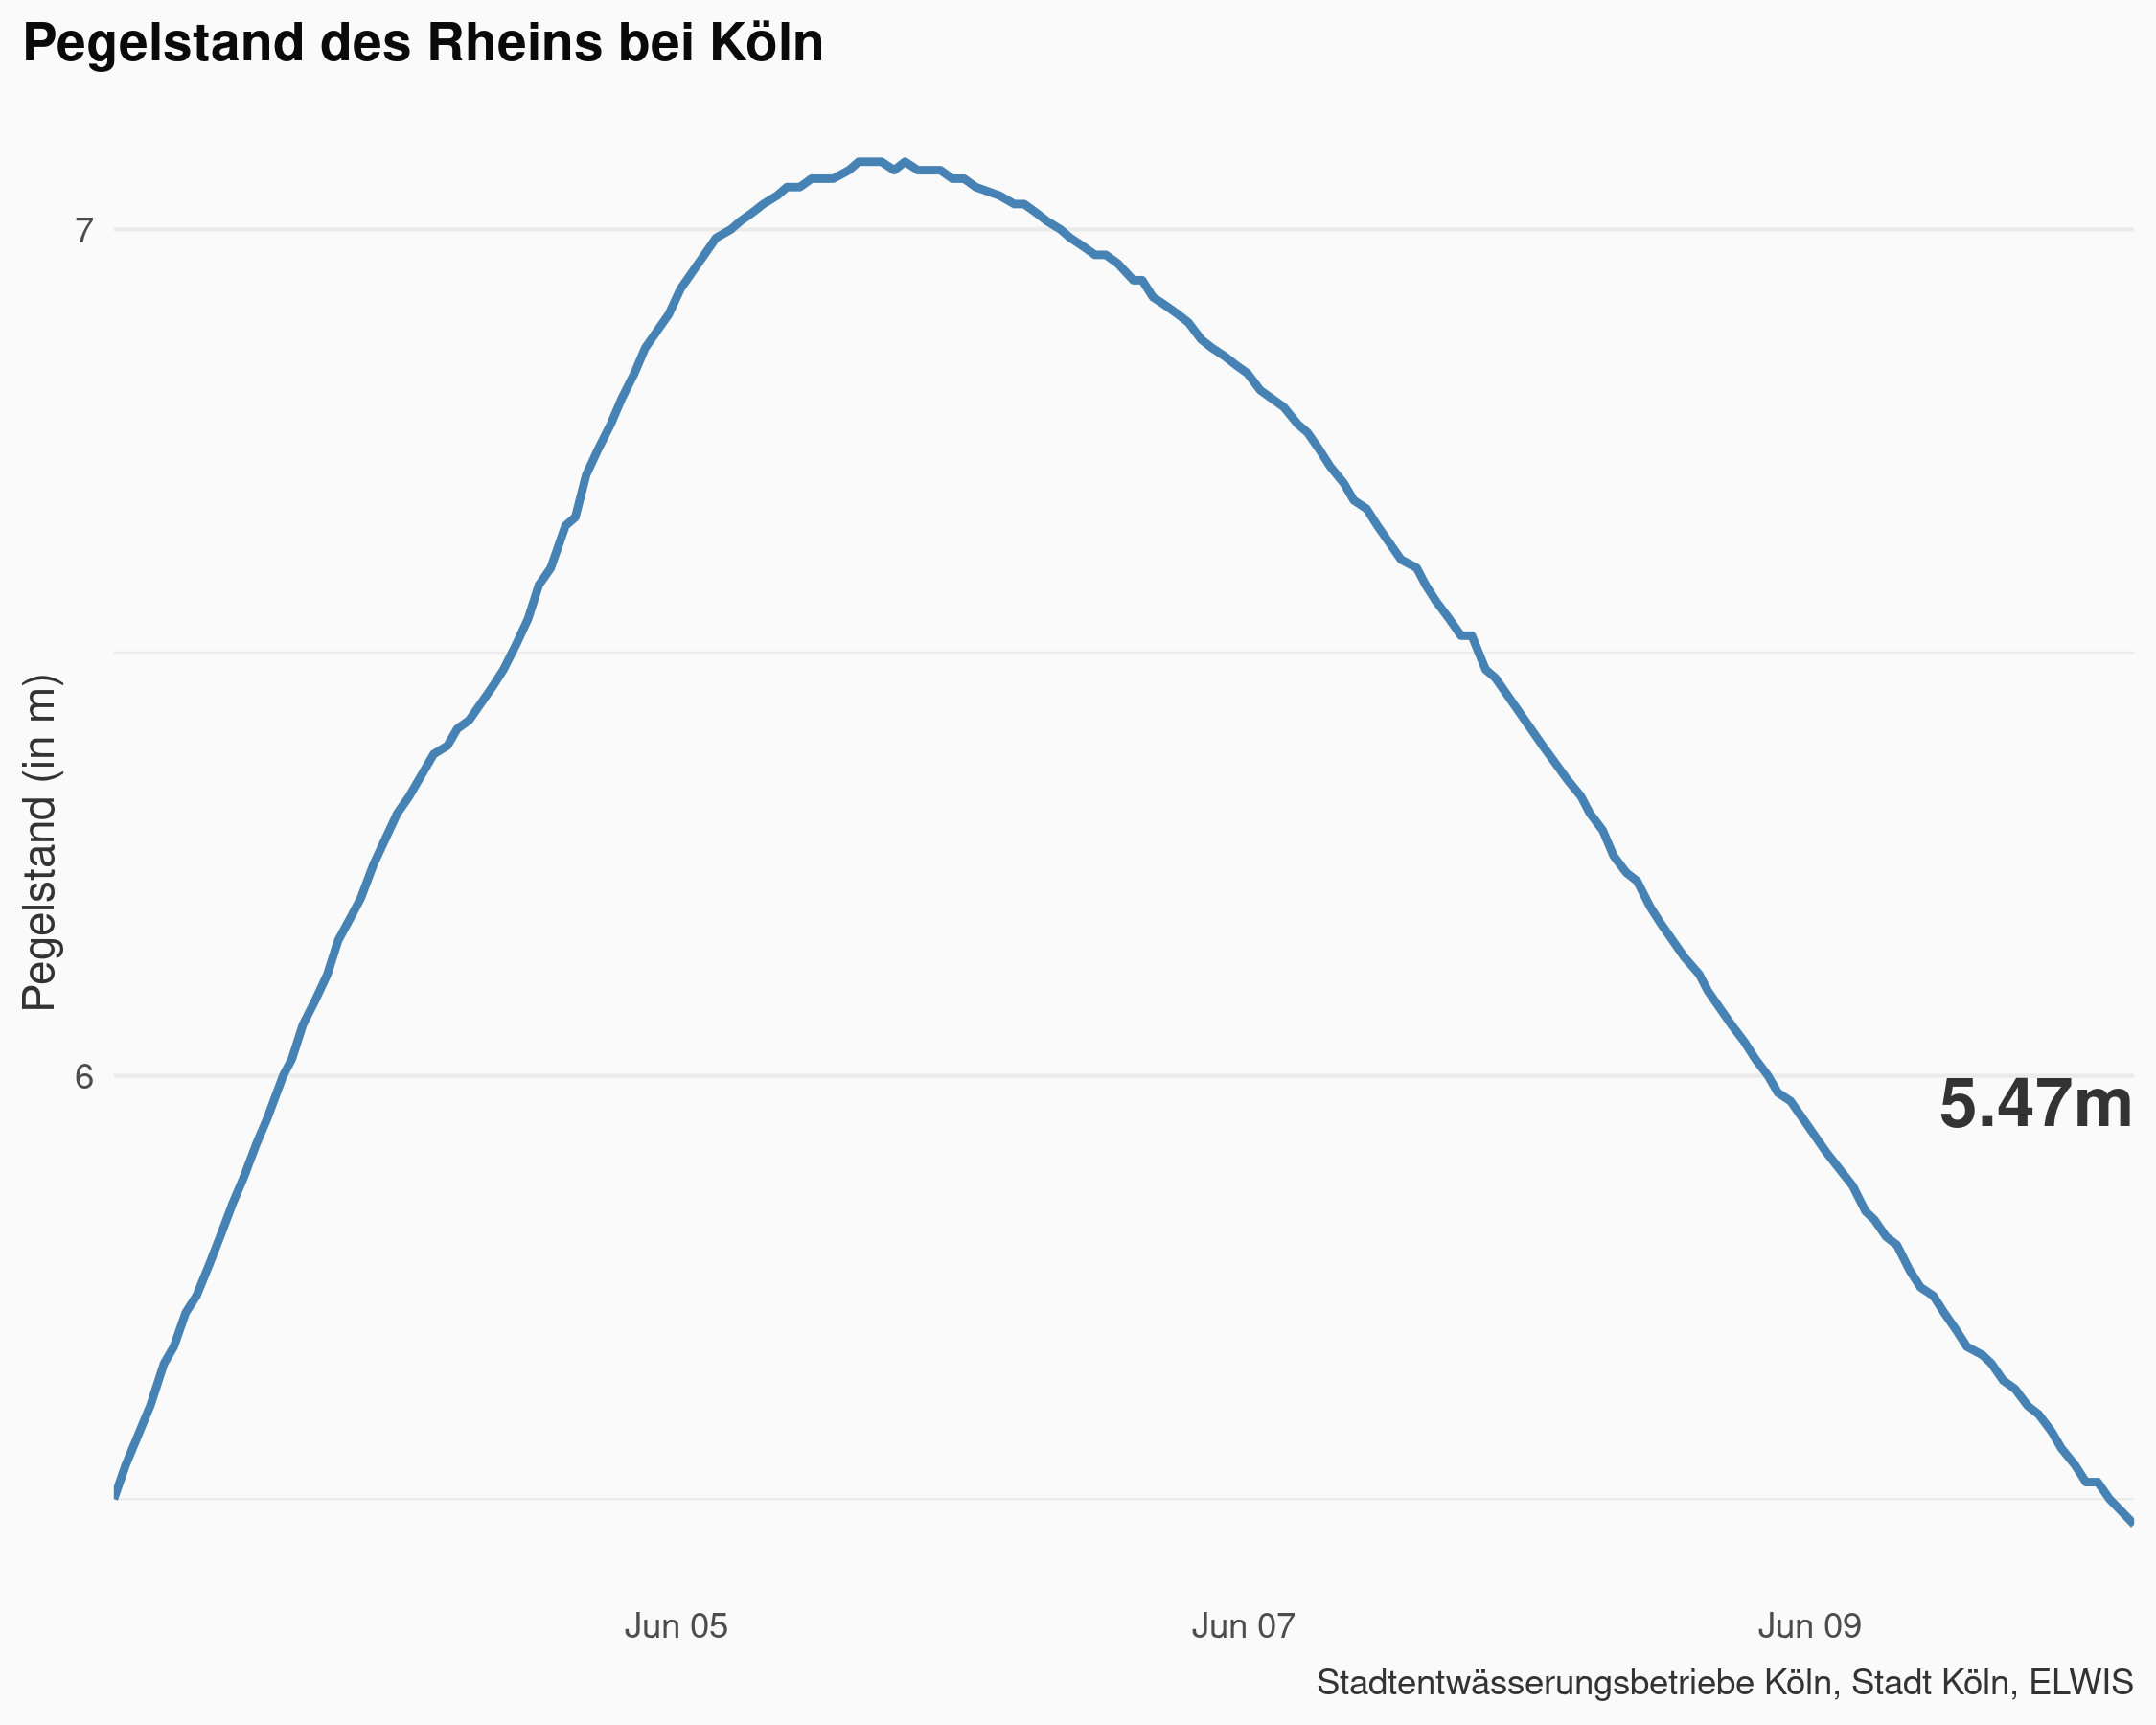 Pegelstand des Rheins bei Köln
Pegelstand (in m)
7
6
5.47m
Jun 05
Jun 07
Jun 09
Stadtentwässerungsbetriebe Köln, Stadt Köln, ELWIS